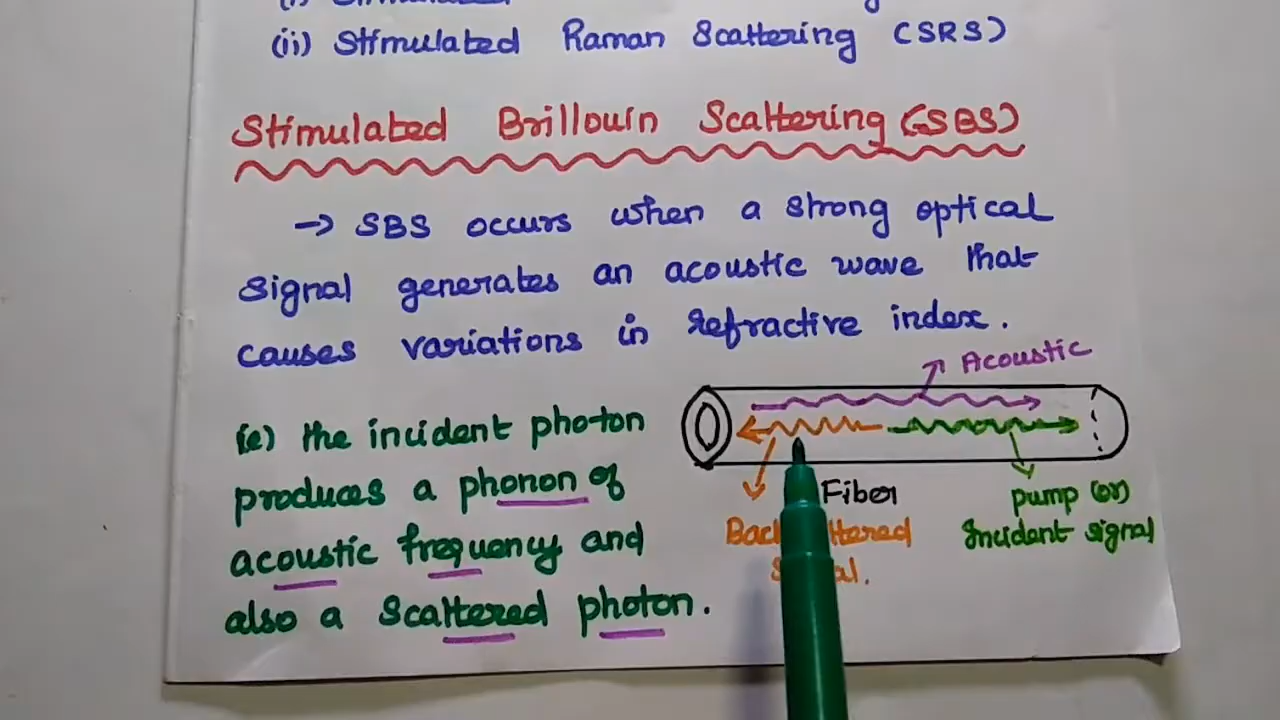 (ii) Stimulated Raman Scattering (SRS)
Stimulated Brillouin Scattering (SBS)
→ SBS occurs when a strong optical
signal generates an acoustic wave that
causes variations in refractive index.
Acoustic
(e) the incident photon
produces a phonon of
acoustic frequency and
also a scattered photon.
Fiber
pump (or)
Incident signal